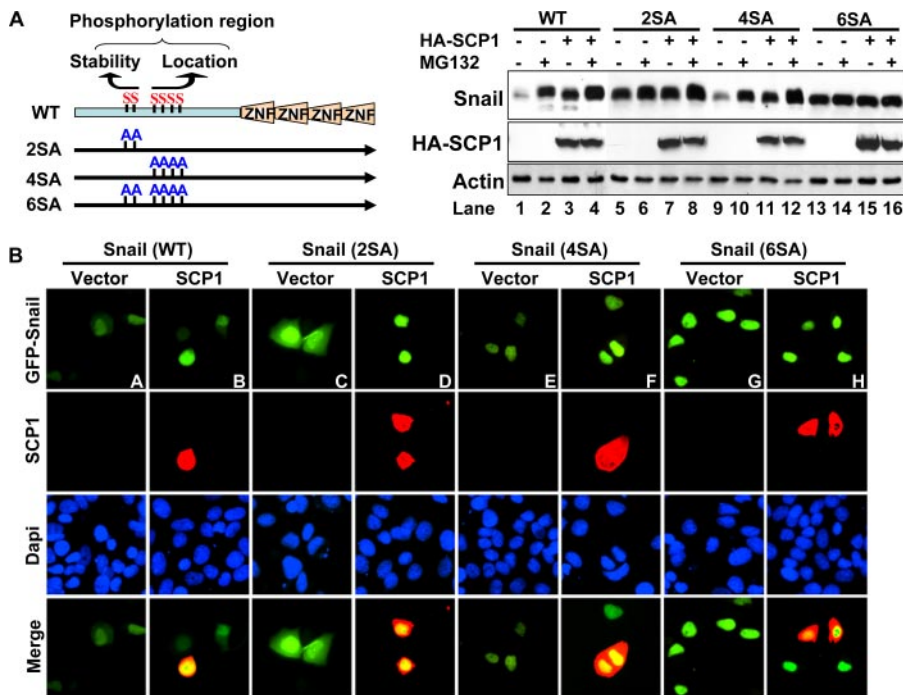 A
Phosphorylation region
Stability Location
SS SSSS
WT ZNF ZNF ZNF ZNF
AA
2SA
AAAA
4SA
AA AAAA
6SA
WT 2SA 4SA 6SA
HA-SCP1 - - + + - - + + - - + + - - + +
MG132 - + - + - + - + - + - + - + - +
Snail
HA-SCP1
Actin
Lane 1 2 3 4 5 6 7 8 9 10 11 12 13 14 15 16
B
Snail (WT) Snail (2SA) Snail (4SA) Snail (6SA)
Vector SCP1 Vector SCP1 Vector SCP1 Vector SCP1
GFP-Snail
A B C D E F G H
SCP1
Dapi
Merge